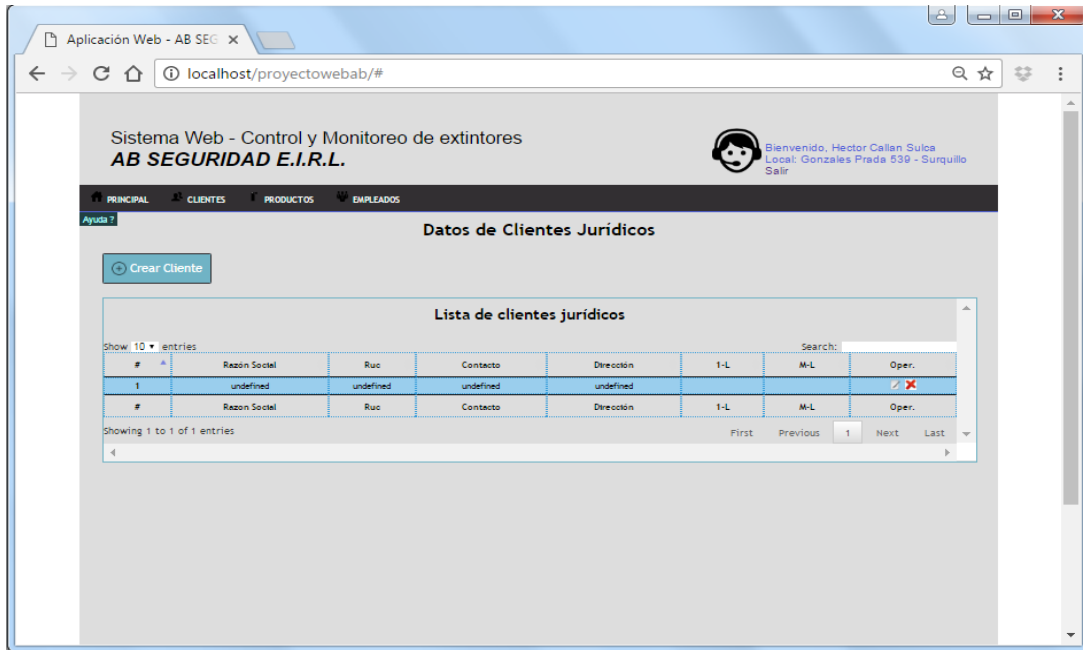 Aplicación Web - AB SEG
localhost/proyectowebab/#
Sistema Web - Control y Monitoreo de extintores
AB SEGURIDAD E.I.R.L.
Bienvenido, Hector Callan Sulca
Local: Gonzales Prada 539 - Surquillo
Salir
PRINCIPAL CLIENTES PRODUCTOS EMPLEADOS
Ayuda ?
Datos de Clientes Jurídicos
Crear Cliente
Lista de clientes jurídicos
Show 10 entries Search:
# Razón Social Ruc Contacto Dirección 1-L M-L Oper.
1 undefined undefined undefined undefined
# Razon Social Ruc Contacto Dirección 1-L M-L Oper.
Showing 1 to 1 of 1 entries First Previous 1 Next Last